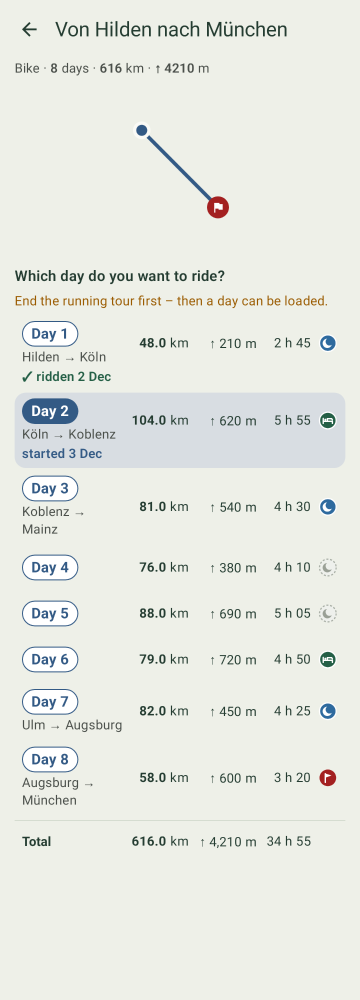 Von Hilden nach München
Bike · 8 days · 616 km · ↑ 4210 m
Which day do you want to ride?
End the running tour first – then a day can be loaded.
Day 1
Hilden → Köln
✓ ridden 2 Dec
48.0 km ↑ 210 m 2 h 45
Day 2
Köln → Koblenz
started 3 Dec
104.0 km ↑ 620 m 5 h 55
Day 3
Koblenz →
Mainz
81.0 km ↑ 540 m 4 h 30
Day 4 76.0 km ↑ 380 m 4 h 10
Day 5 88.0 km ↑ 690 m 5 h 05
Day 6 79.0 km ↑ 720 m 4 h 50
Day 7
Ulm → Augsburg
82.0 km ↑ 450 m 4 h 25
Day 8
Augsburg →
München
58.0 km ↑ 600 m 3 h 20
Total 616.0 km ↑ 4,210 m 34 h 55